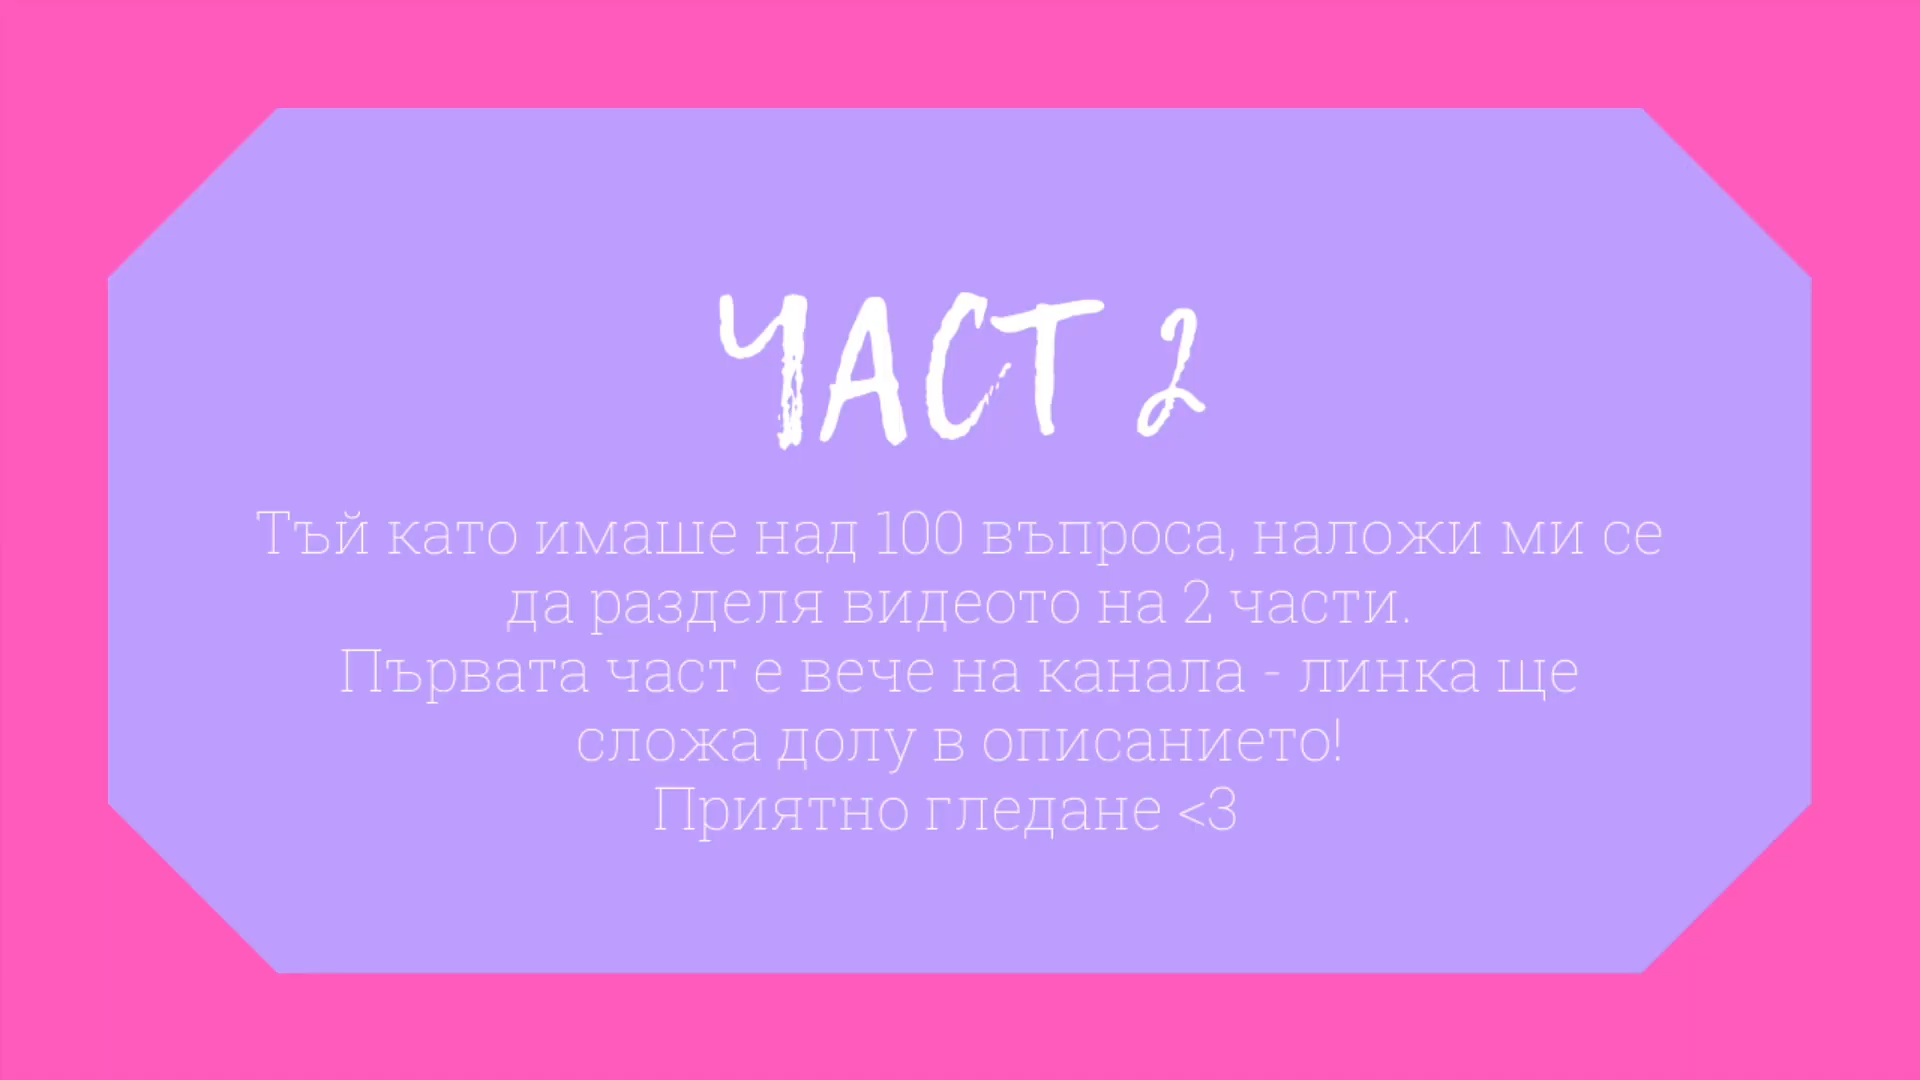 ЧАСТ 2
Тъй като имаше над 100 въпроса, наложи ми се
да разделя видеото на 2 части.
Първата част е вече на канала - линка ще
сложа долу в описанието!
Приятно гледане <3